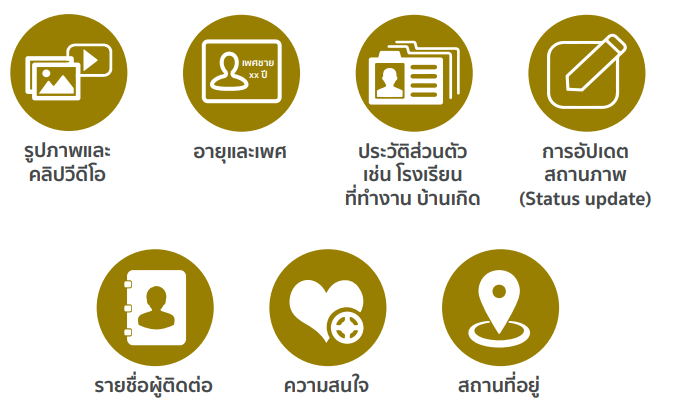 เพศชาย
xx ปี
รูปภาพและ
คลิปวีดีโอ
อายุและเพศ
ประวัติส่วนตัว
เช่น โรงเรียน
ที่ทำงาน บ้านเกิด
การอัปเดต
สถานภาพ
(Status update)
รายชื่อผู้ติดต่อ
ความสนใจ
สถานที่อยู่